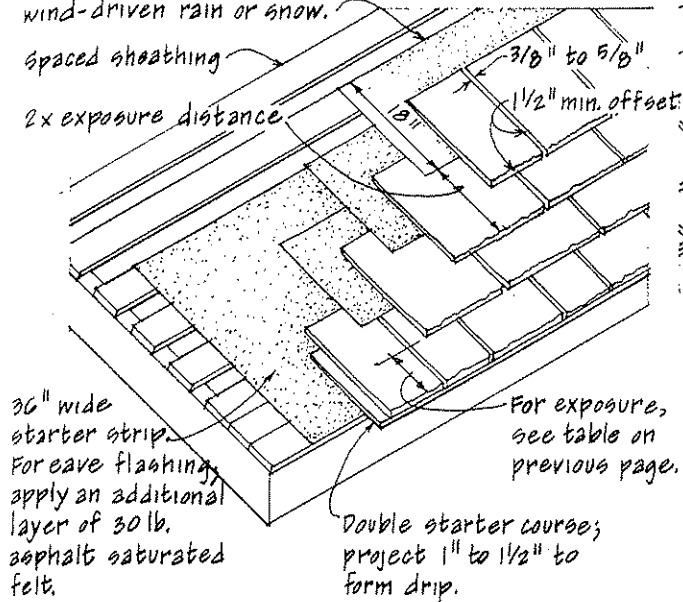 wind-driven rain or snow.
spaced sheathing
2x exposure distance
18"
3/8" to 5/8"
1 1/2" min. offset
36" wide
starter strip.
For eave flashing,
apply an additional
layer of 30 lb.
asphalt saturated
felt.
Double starter course;
project 1" to 1 1/2" to
form drip.
For exposure,
see table on
previous page.